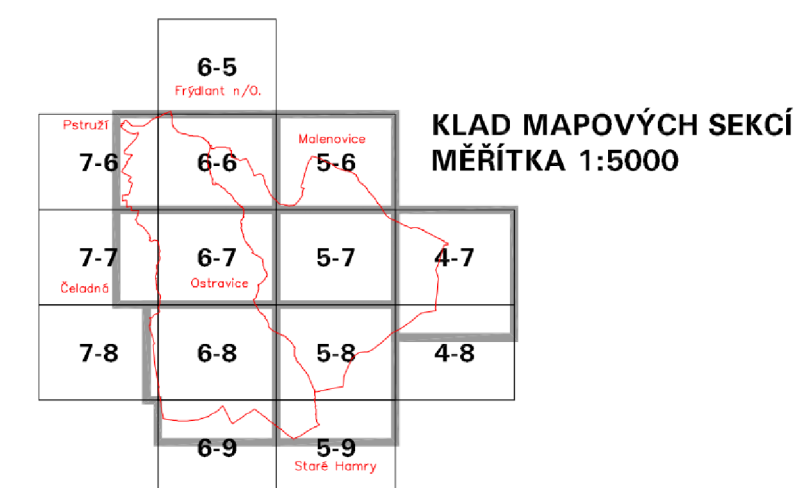 6-5
Frýdlant n/O.
KLAD MAPOVÝCH SEKCÍ
MĚŘÍTKA 1:5000
Pstruží
Malenovice
7-6 6-6 5-6
7-7 6-7 5-7 4-7
Čeladná Ostravice
7-8 6-8 5-8 4-8
6-9 5-9
Staré Hamry